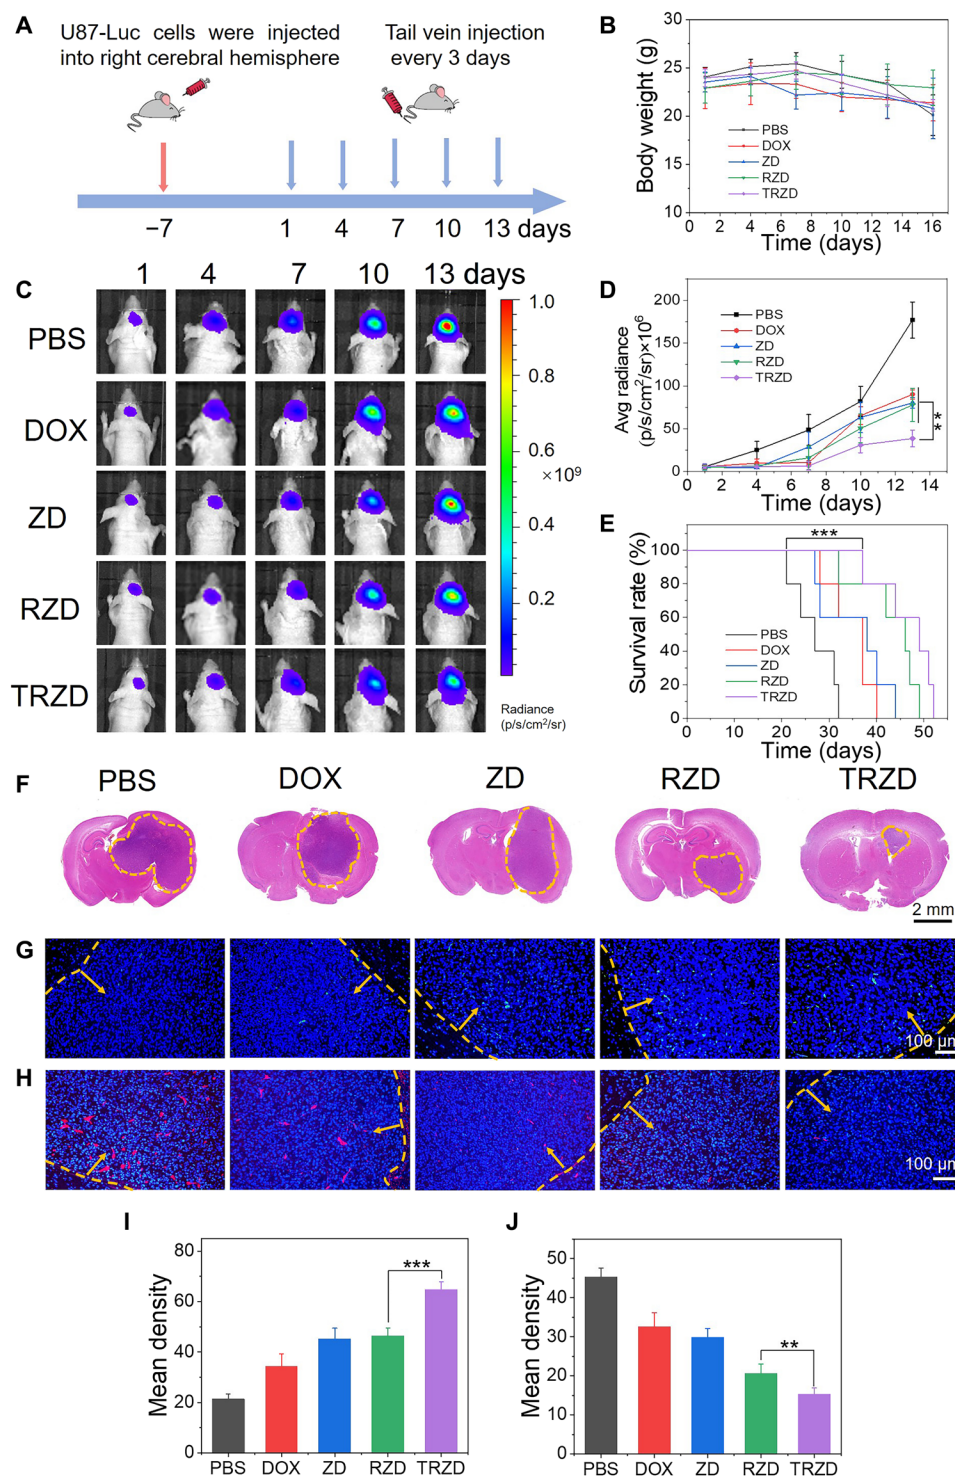 A
U87-Luc cells were injected
into right cerebral hemisphere
Tail vein injection
every 3 days
−7
1
4
7
10
13 days
B
Body weight (g)
30
25
20
15
10
PBS
DOX
ZD
RZD
TRZD
0 2 4 6 8 10 12 14 16
Time (days)
C
1 4 7 10 13 days
PBS
DOX
ZD
RZD
TRZD
1.0
0.8
0.6
×10⁹
0.4
0.2
Radiance
(p/s/cm²/sr)
D
Avg radiance
(p/s/cm²/sr)×10⁶
200
150
100
50
0
PBS
DOX
ZD
RZD
TRZD
**
0 2 4 6 8 10 12 14
Time (days)
E
Survival rate (%)
100
80
60
40
20
0
***
PBS
DOX
ZD
RZD
TRZD
0 10 20 30 40 50
Time (days)
F
PBS DOX ZD RZD TRZD
2 mm
G
100 µm
H
100 µm
I
Mean density
80
60
40
20
0
***
PBS DOX ZD RZD TRZD
J
Mean density
50
40
30
20
10
0
**
PBS DOX ZD RZD TRZD